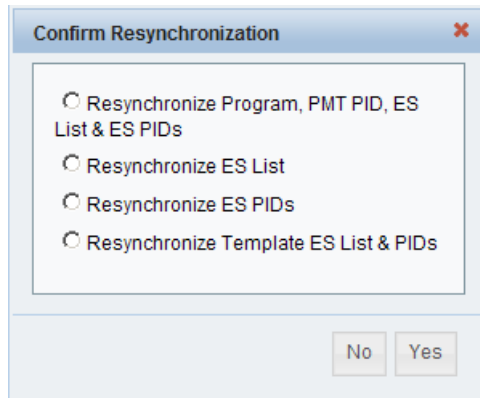 Confirm Resynchronization
Resynchronize Program, PMT PID, ES
List & ES PIDs
Resynchronize ES List
Resynchronize ES PIDs
Resynchronize Template ES List & PIDs
No Yes